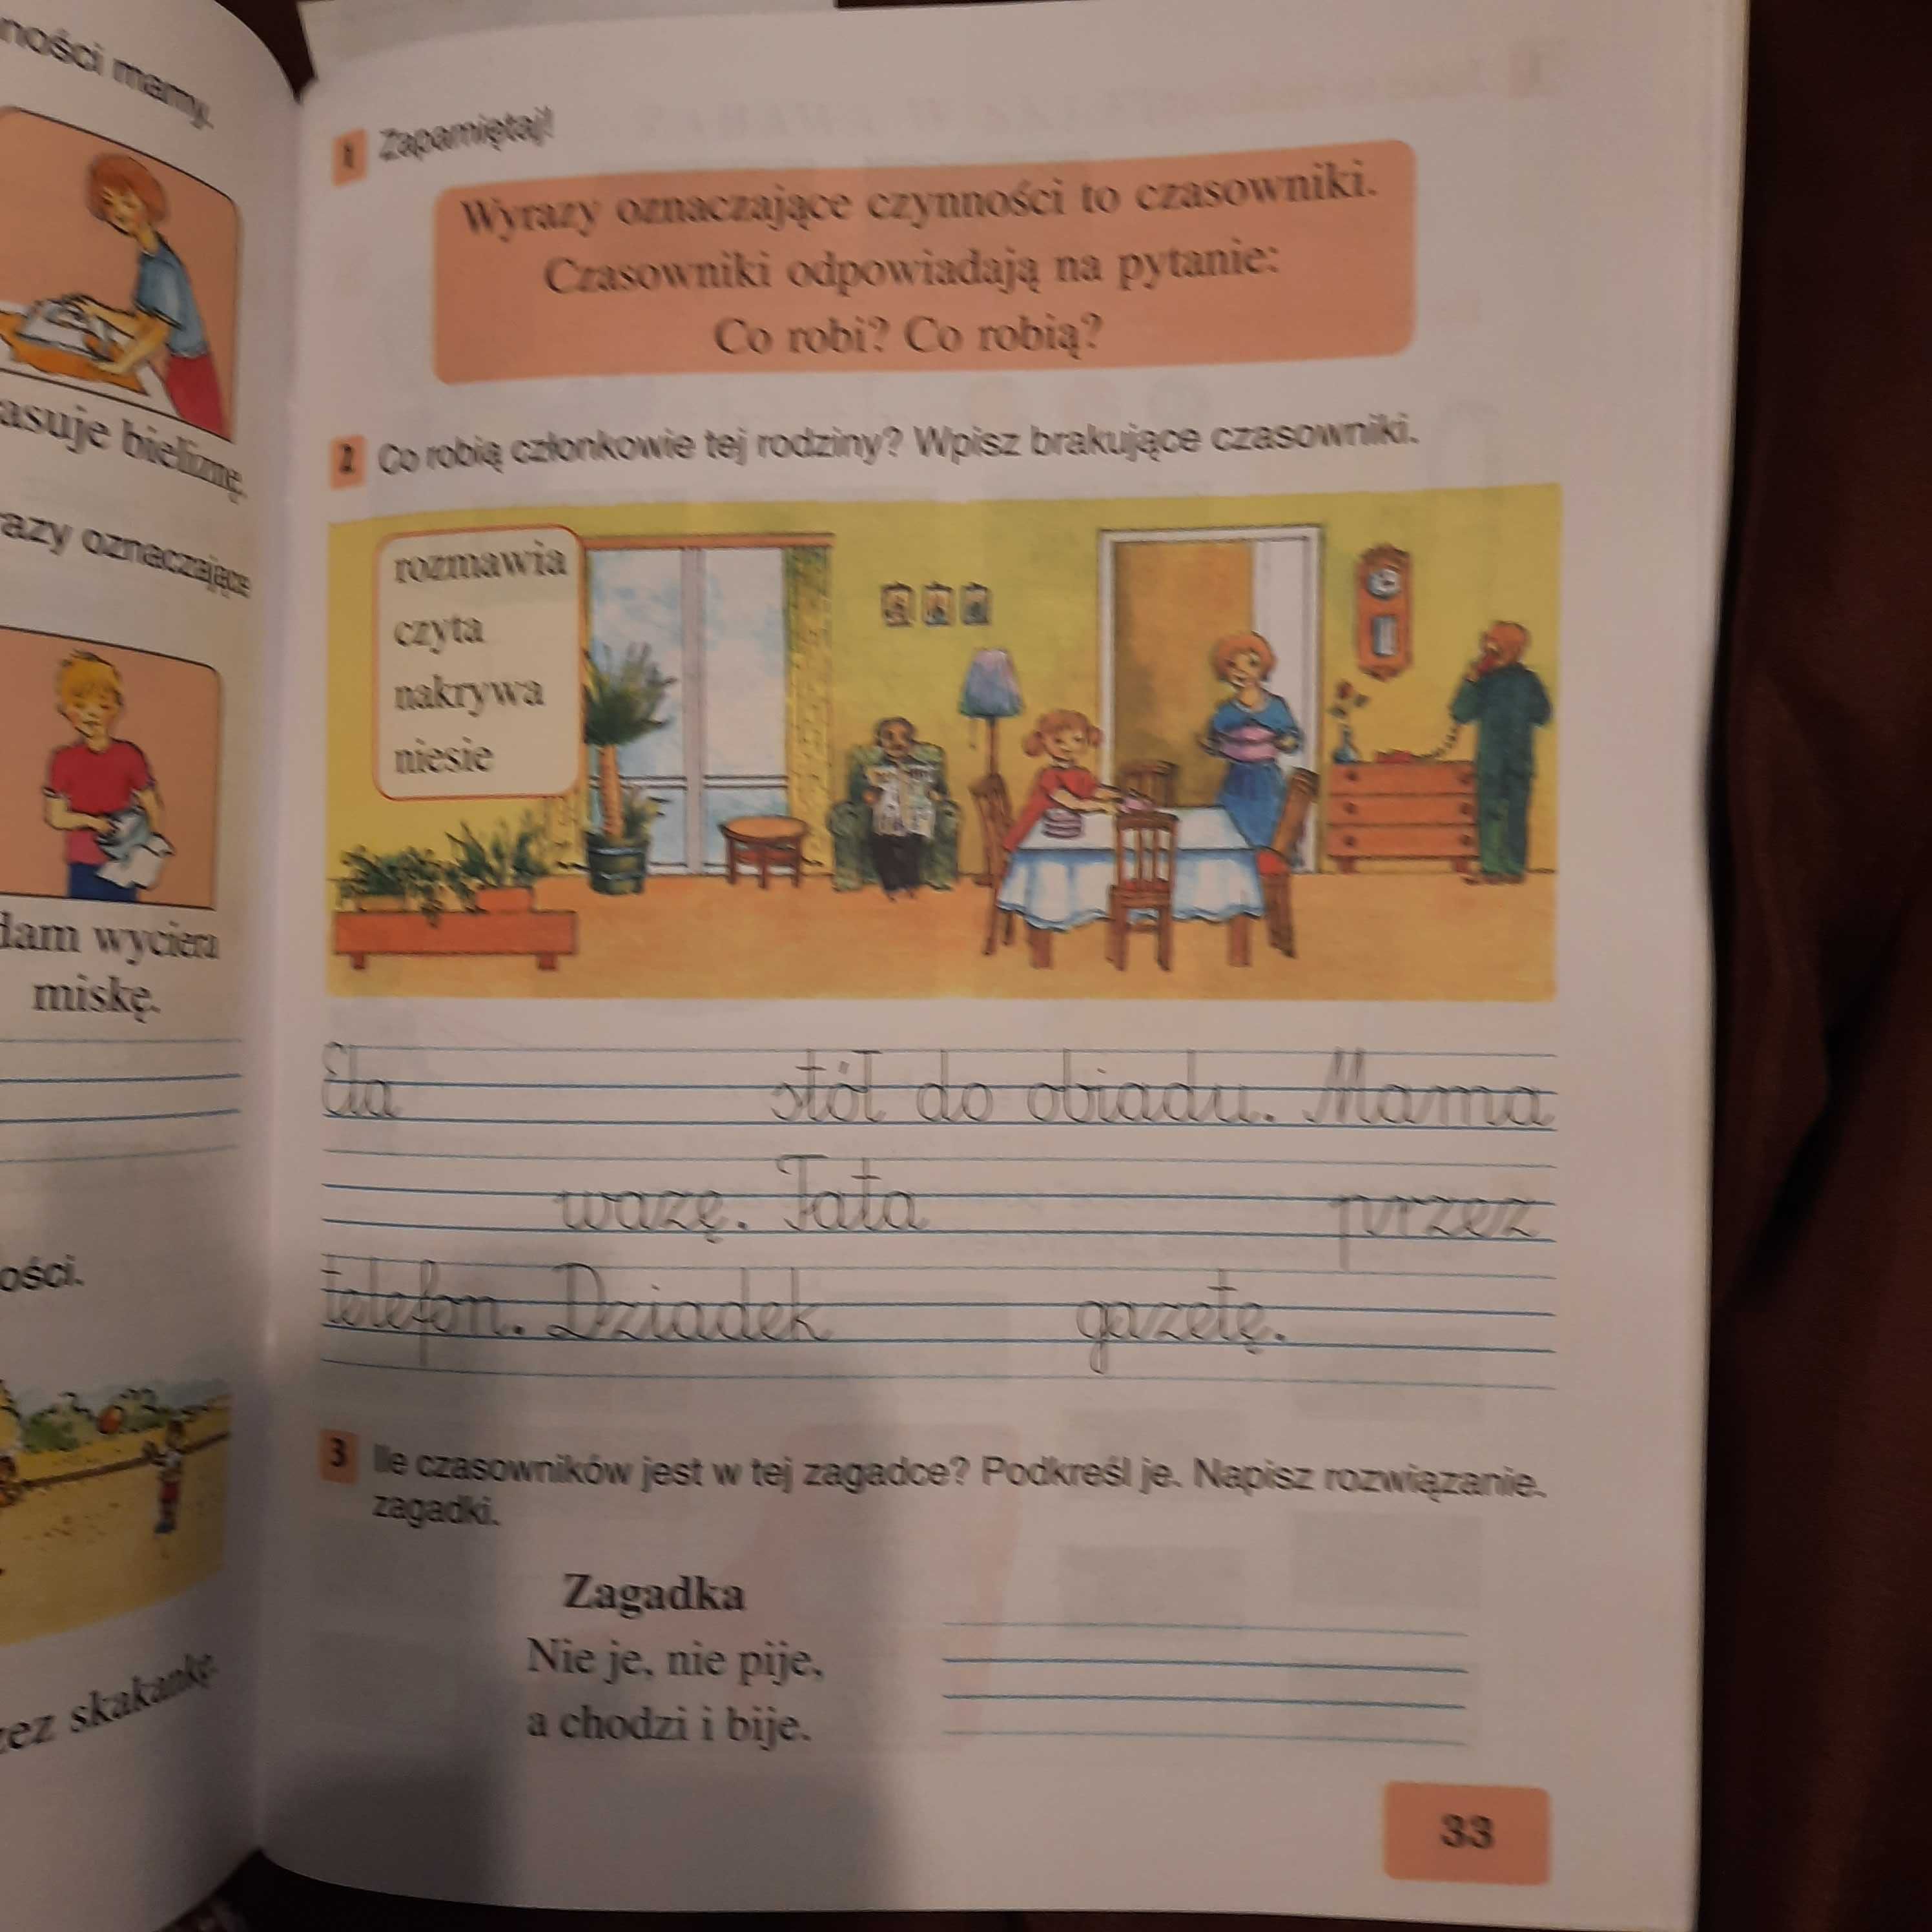 ności mamy.
asuje bieliznę.
azy oznaczające
dam wyciera
miskę.
ości.
ez skakankę.
1 Zapamiętaj!
Wyrazy oznaczające czynności to czasowniki.
Czasowniki odpowiadają na pytanie:
Co robi? Co robią?
2 Co robią członkowie tej rodziny? Wpisz brakujące czasowniki.
rozmawia
czyta
nakrywa
niesie
Ela stół do obiadu. Mama
wazę. Tata przez
telefon. Dziadek gazetę.
3 Ile czasowników jest w tej zagadce? Podkreśl je. Napisz rozwiązanie.
zagadki.
Zagadka
Nie je, nie pije,
a chodzi i bije.
33